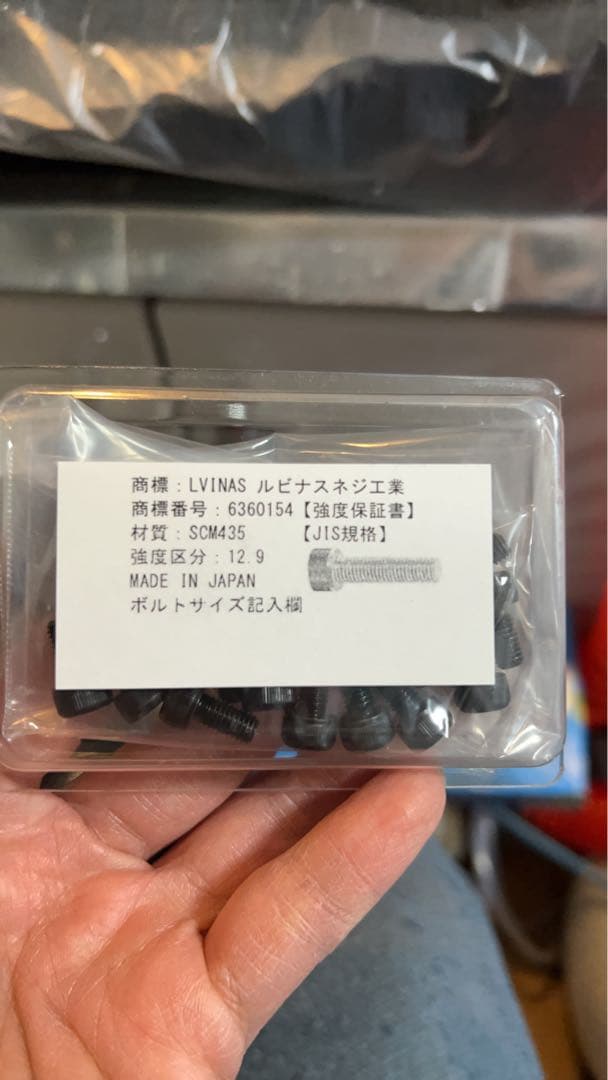 商標：LVINAS ルビナスネジ工業
商標番号：6360154【強度保証書】
材質：SCM435 【JIS規格】
強度区分：12.9
MADE IN JAPAN
ボルトサイズ記入欄